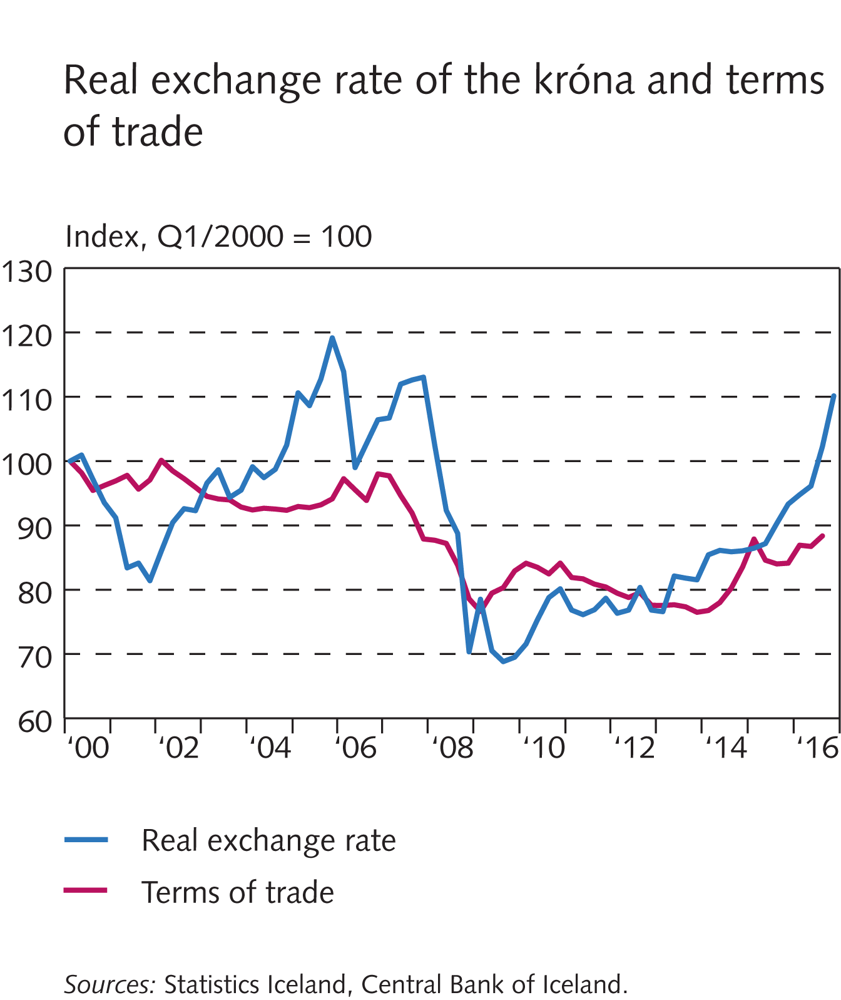 Real exchange rate of the króna and terms
of trade
Index, Q1/2000 = 100
130
120
110
100
90
80
70
60
‘00 ‘02 ‘04 ‘06 ‘08 ‘10 ‘12 ‘14 ‘16
Real exchange rate
Terms of trade
Sources: Statistics Iceland, Central Bank of Iceland.